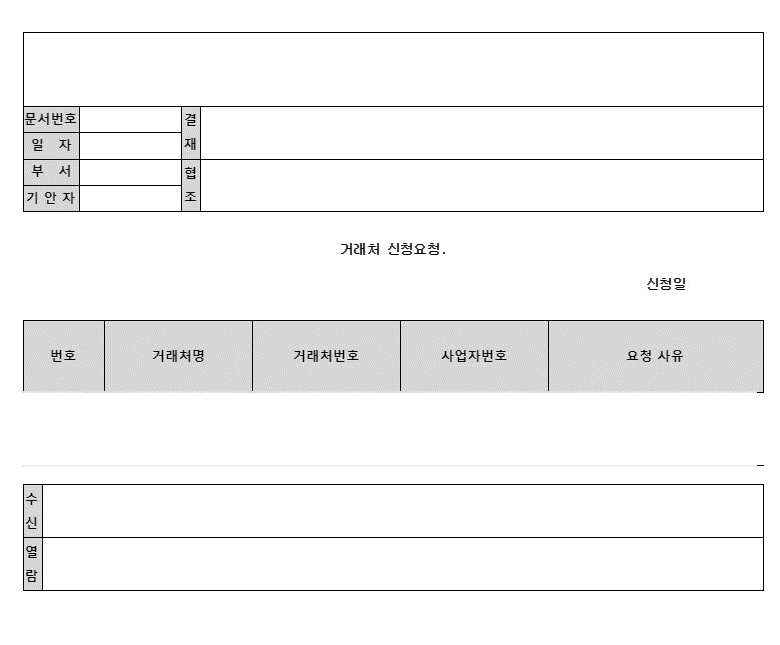 문서번호
결
일 자
재
부 서
협
기 안 자
조
거래처 신청요청.
신청일
번호 거래처명 거래처번호 사업자번호 요청 사유
수
신
열
람